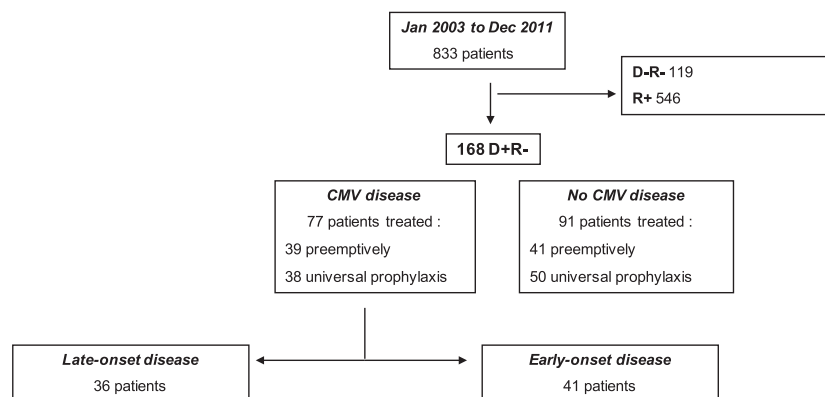 Jan 2003 to Dec 2011
833 patients
D-R- 119
R+ 546
168 D+R-
CMV disease
77 patients treated :
39 preemptively
38 universal prophylaxis
No CMV disease
91 patients treated :
41 preemptively
50 universal prophylaxis
Late-onset disease
36 patients
Early-onset disease
41 patients